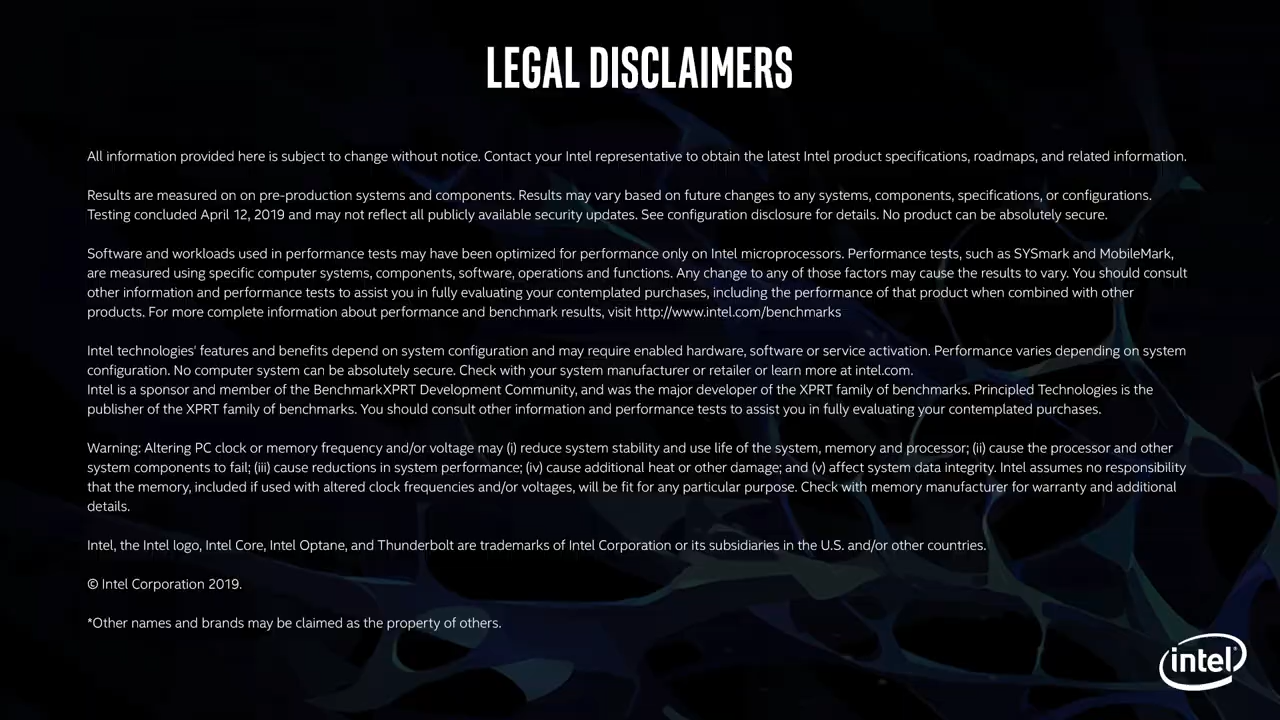 LEGAL DISCLAIMERS
All information provided here is subject to change without notice. Contact your Intel representative to obtain the latest Intel product specifications, roadmaps, and related information.
Results are measured on on pre-production systems and components. Results may vary based on future changes to any systems, components, specifications, or configurations.
Testing concluded April 12, 2019 and may not reflect all publicly available security updates. See configuration disclosure for details. No product can be absolutely secure.
Software and workloads used in performance tests may have been optimized for performance only on Intel microprocessors. Performance tests, such as SYSmark and MobileMark,
are measured using specific computer systems, components, software, operations and functions. Any change to any of those factors may cause the results to vary. You should consult
other information and performance tests to assist you in fully evaluating your contemplated purchases, including the performance of that product when combined with other
products. For more complete information about performance and benchmark results, visit http://www.intel.com/benchmarks
Intel technologies' features and benefits depend on system configuration and may require enabled hardware, software or service activation. Performance varies depending on system
configuration. No computer system can be absolutely secure. Check with your system manufacturer or retailer or learn more at intel.com.
Intel is a sponsor and member of the BenchmarkXPRT Development Community, and was the major developer of the XPRT family of benchmarks. Principled Technologies is the
publisher of the XPRT family of benchmarks. You should consult other information and performance tests to assist you in fully evaluating your contemplated purchases.
Warning: Altering PC clock or memory frequency and/or voltage may (i) reduce system stability and use life of the system, memory and processor; (ii) cause the processor and other
system components to fail; (iii) cause reductions in system performance; (iv) cause additional heat or other damage; and (v) affect system data integrity. Intel assumes no responsibility
that the memory, included if used with altered clock frequencies and/or voltages, will be fit for any particular purpose. Check with memory manufacturer for warranty and additional
details.
Intel, the Intel logo, Intel Core, Intel Optane, and Thunderbolt are trademarks of Intel Corporation or its subsidiaries in the U.S. and/or other countries.
© Intel Corporation 2019.
*Other names and brands may be claimed as the property of others.
intel®